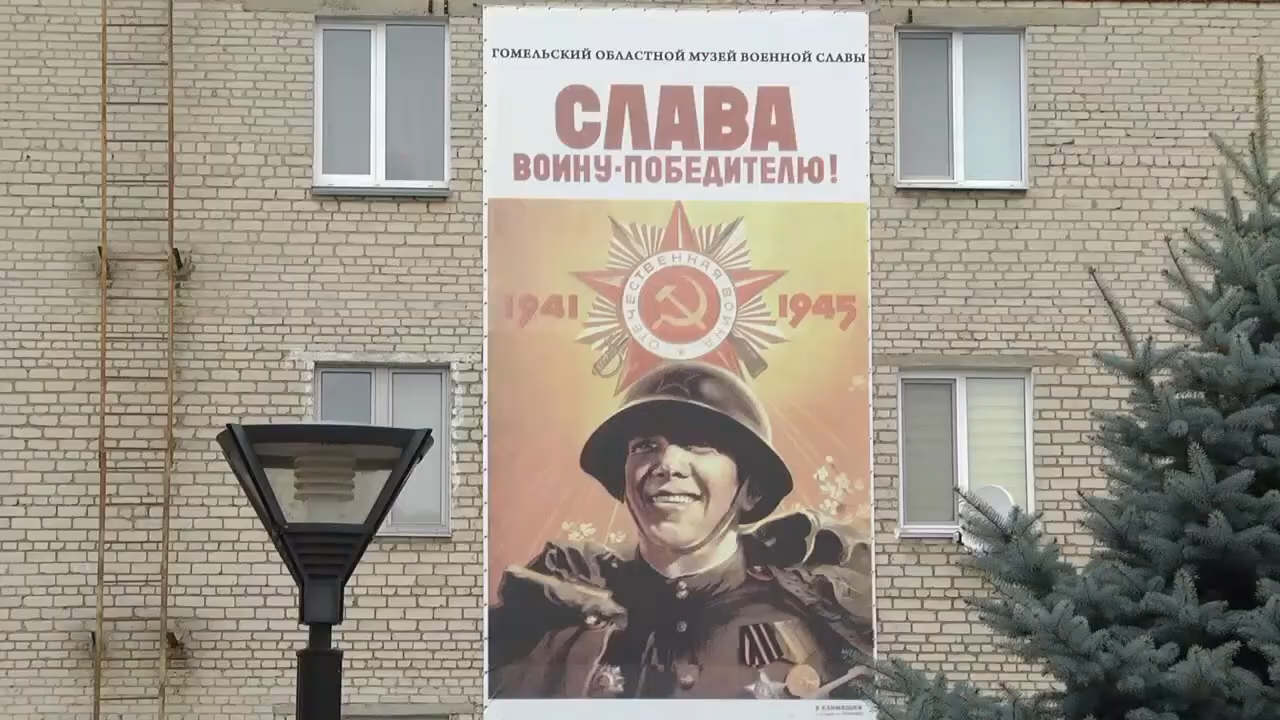 ГОМЕЛЬСКИЙ ОБЛАСТНОЙ МУЗЕЙ ВОЕННОЙ СЛАВЫ
СЛАВА
ВОИНУ-ПОБЕДИТЕЛЮ!
ОТЕЧЕСТВЕННАЯ ВОЙНА
1941 1945